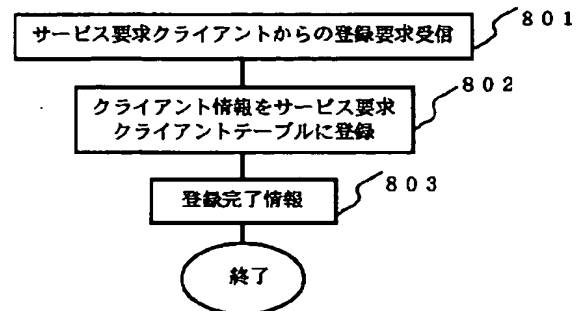 サービス要求クライアントからの登録要求受信
801
クライアント情報をサービス要求
クライアントテーブルに登録
802
登録完了情報
803
終了